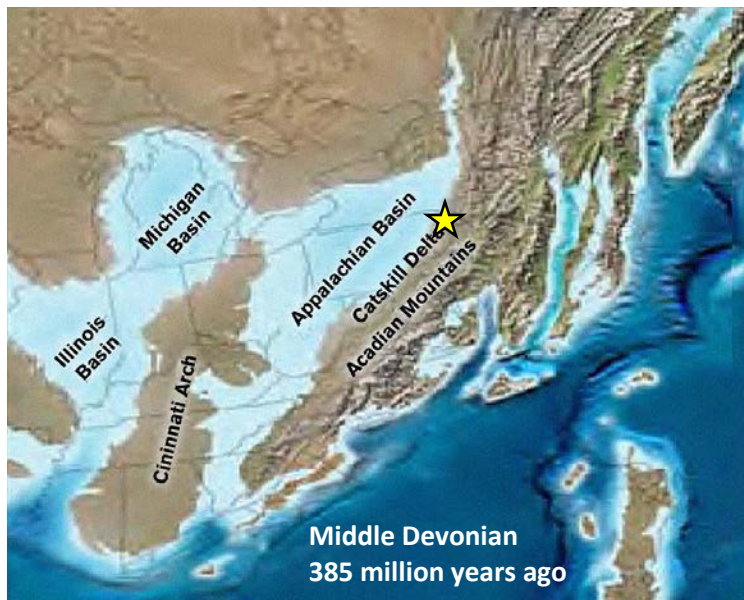 Michigan
Basin
Appalachian Basin
Catskill Delta
Acadian Mountains
Illinois
Basin
Cininnati Arch
Middle Devonian
385 million years ago